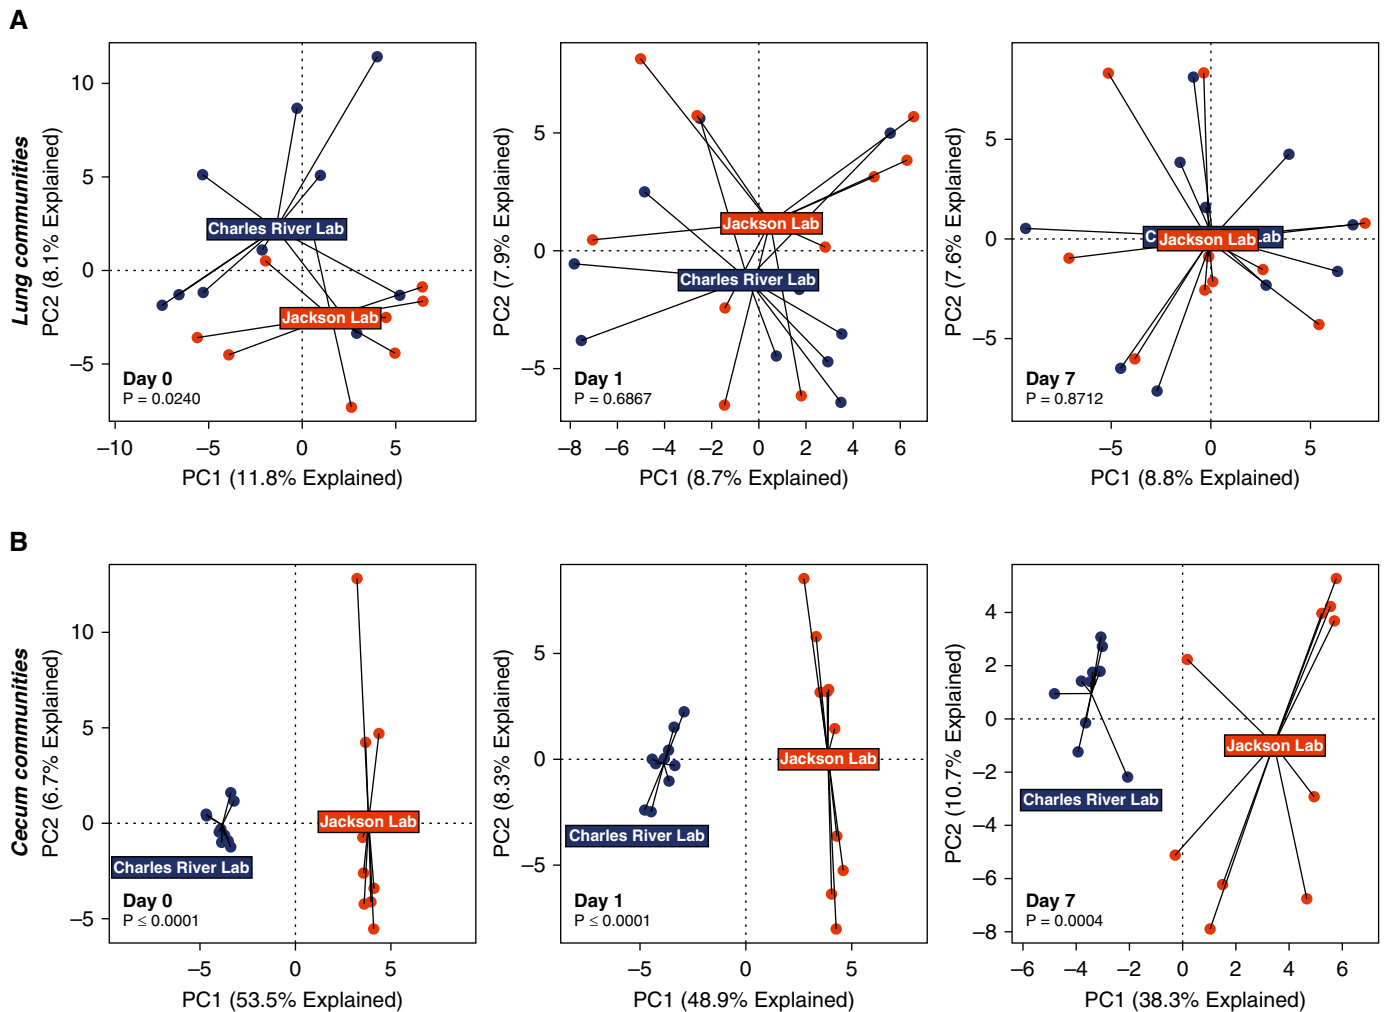 A
Lung communities
PC2 (8.1% Explained)
10
5
0
−5
Charles River Lab
Jackson Lab
Day 0
P = 0.0240
−10 −5 0 5
PC1 (11.8% Explained)
PC2 (7.9% Explained)
5
0
−5
Jackson Lab
Charles River Lab
Day 1
P = 0.6867
−8 −6 −4 −2 0 2 4 6
PC1 (8.7% Explained)
PC2 (7.6% Explained)
5
0
−5
C
Jackson Lab
ab
Day 7
P = 0.8712
−5 0 5
PC1 (8.8% Explained)
B
Cecum communities
PC2 (6.7% Explained)
10
5
0
−5
Jackson Lab
Charles River Lab
Day 0
P ≤ 0.0001
−5 0 5
PC1 (53.5% Explained)
PC2 (8.3% Explained)
5
0
−5
Jackson Lab
Charles River Lab
Day 1
P ≤ 0.0001
−5 0 5
PC1 (48.9% Explained)
PC2 (10.7% Explained)
4
2
0
−2
−4
−6
−8
Jackson Lab
Charles River Lab
Day 7
P = 0.0004
−6 −4 −2 0 2 4 6
PC1 (38.3% Explained)